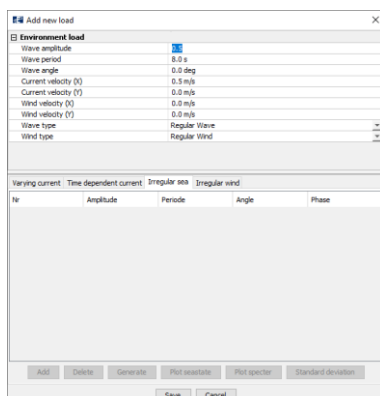 Add new load
Environment load
Wave amplitude 0.5
Wave period 8.0 s
Wave angle 0.0 deg
Current velocity (X) 0.5 m/s
Current velocity (Y) 0.0 m/s
Wind velocity (X) 0.0 m/s
Wind velocity (Y) 0.0 m/s
Wave type Regular Wave
Wind type Regular Wind
Varying current Time dependent current Irregular sea Irregular wind
Nr Amplitude Periode Angle Phase
Add Delete Generate Plot seastate Plot specter Standard deviation
Save Cancel